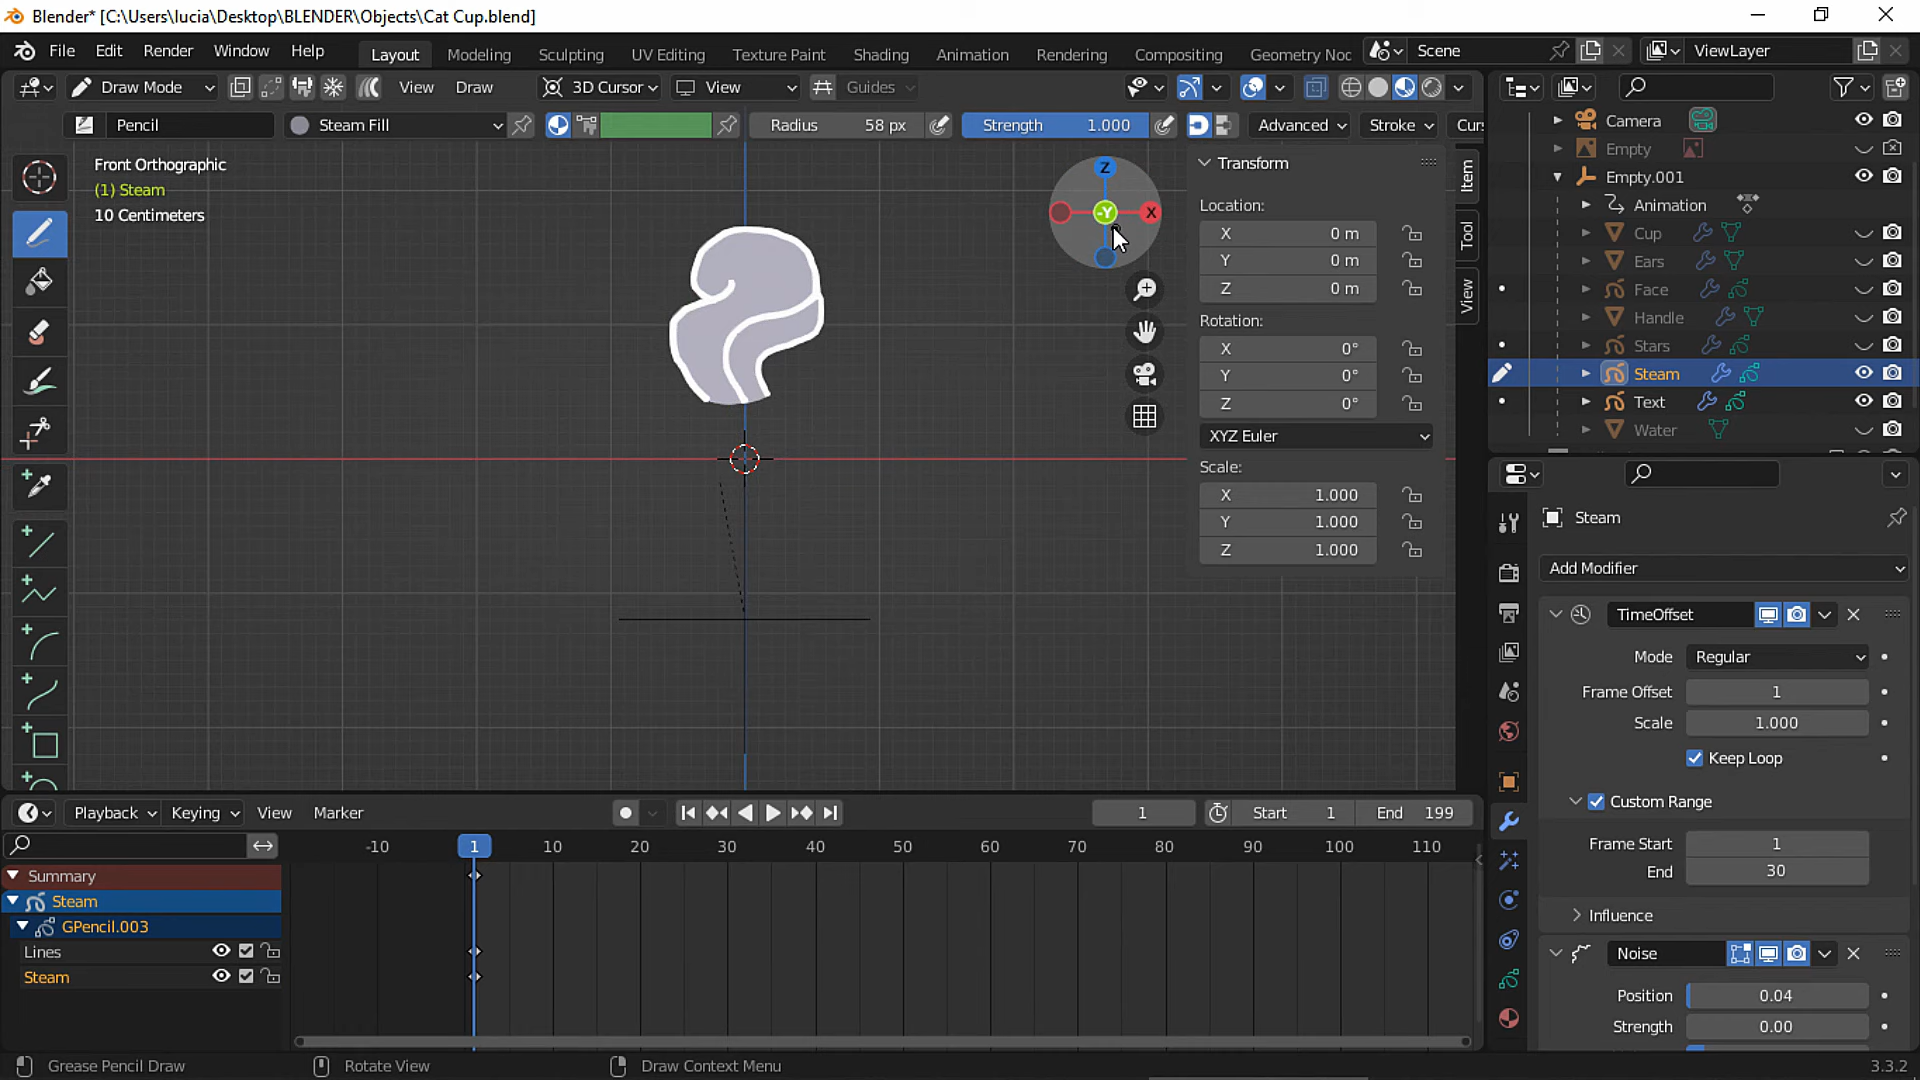 Blender* [C:\Users\lucia\Desktop\BLENDER\Objects\Cat Cup.blend]
File Edit Render Window Help Layout Modeling Sculpting UV Editing Texture Paint Shading Animation Rendering Compositing Geometry Noc Scene ViewLayer
Draw Mode View Draw 3D Cursor View Guides
Pencil Steam Fill Radius 58 px Strength 1.000 Advanced Stroke Curs
Front Orthographic
(1) Steam
10 Centimeters
Z
-Y
X
Transform
Location:
X 0 m
Y 0 m
Z 0 m
Rotation:
X 0°
Y 0°
Z 0°
XYZ Euler
Scale:
X 1.000
Y 1.000
Z 1.000
Item
Tool
View
Camera
Empty
Empty.001
Animation
Cup
Ears
Face
Handle
Stars
Steam
Text
Water
Steam
Add Modifier
TimeOffset
Mode Regular
Frame Offset 1
Scale 1.000
Keep Loop
Custom Range
Frame Start 1
End 30
Influence
Noise
Position 0.04
Strength 0.00
Playback Keying View Marker 1 Start 1 End 199
-10 1 10 20 30 40 50 60 70 80 90 100 110
Summary
Steam
GPencil.003
Lines
Steam
Grease Pencil Draw Rotate View Draw Context Menu 3.3.2